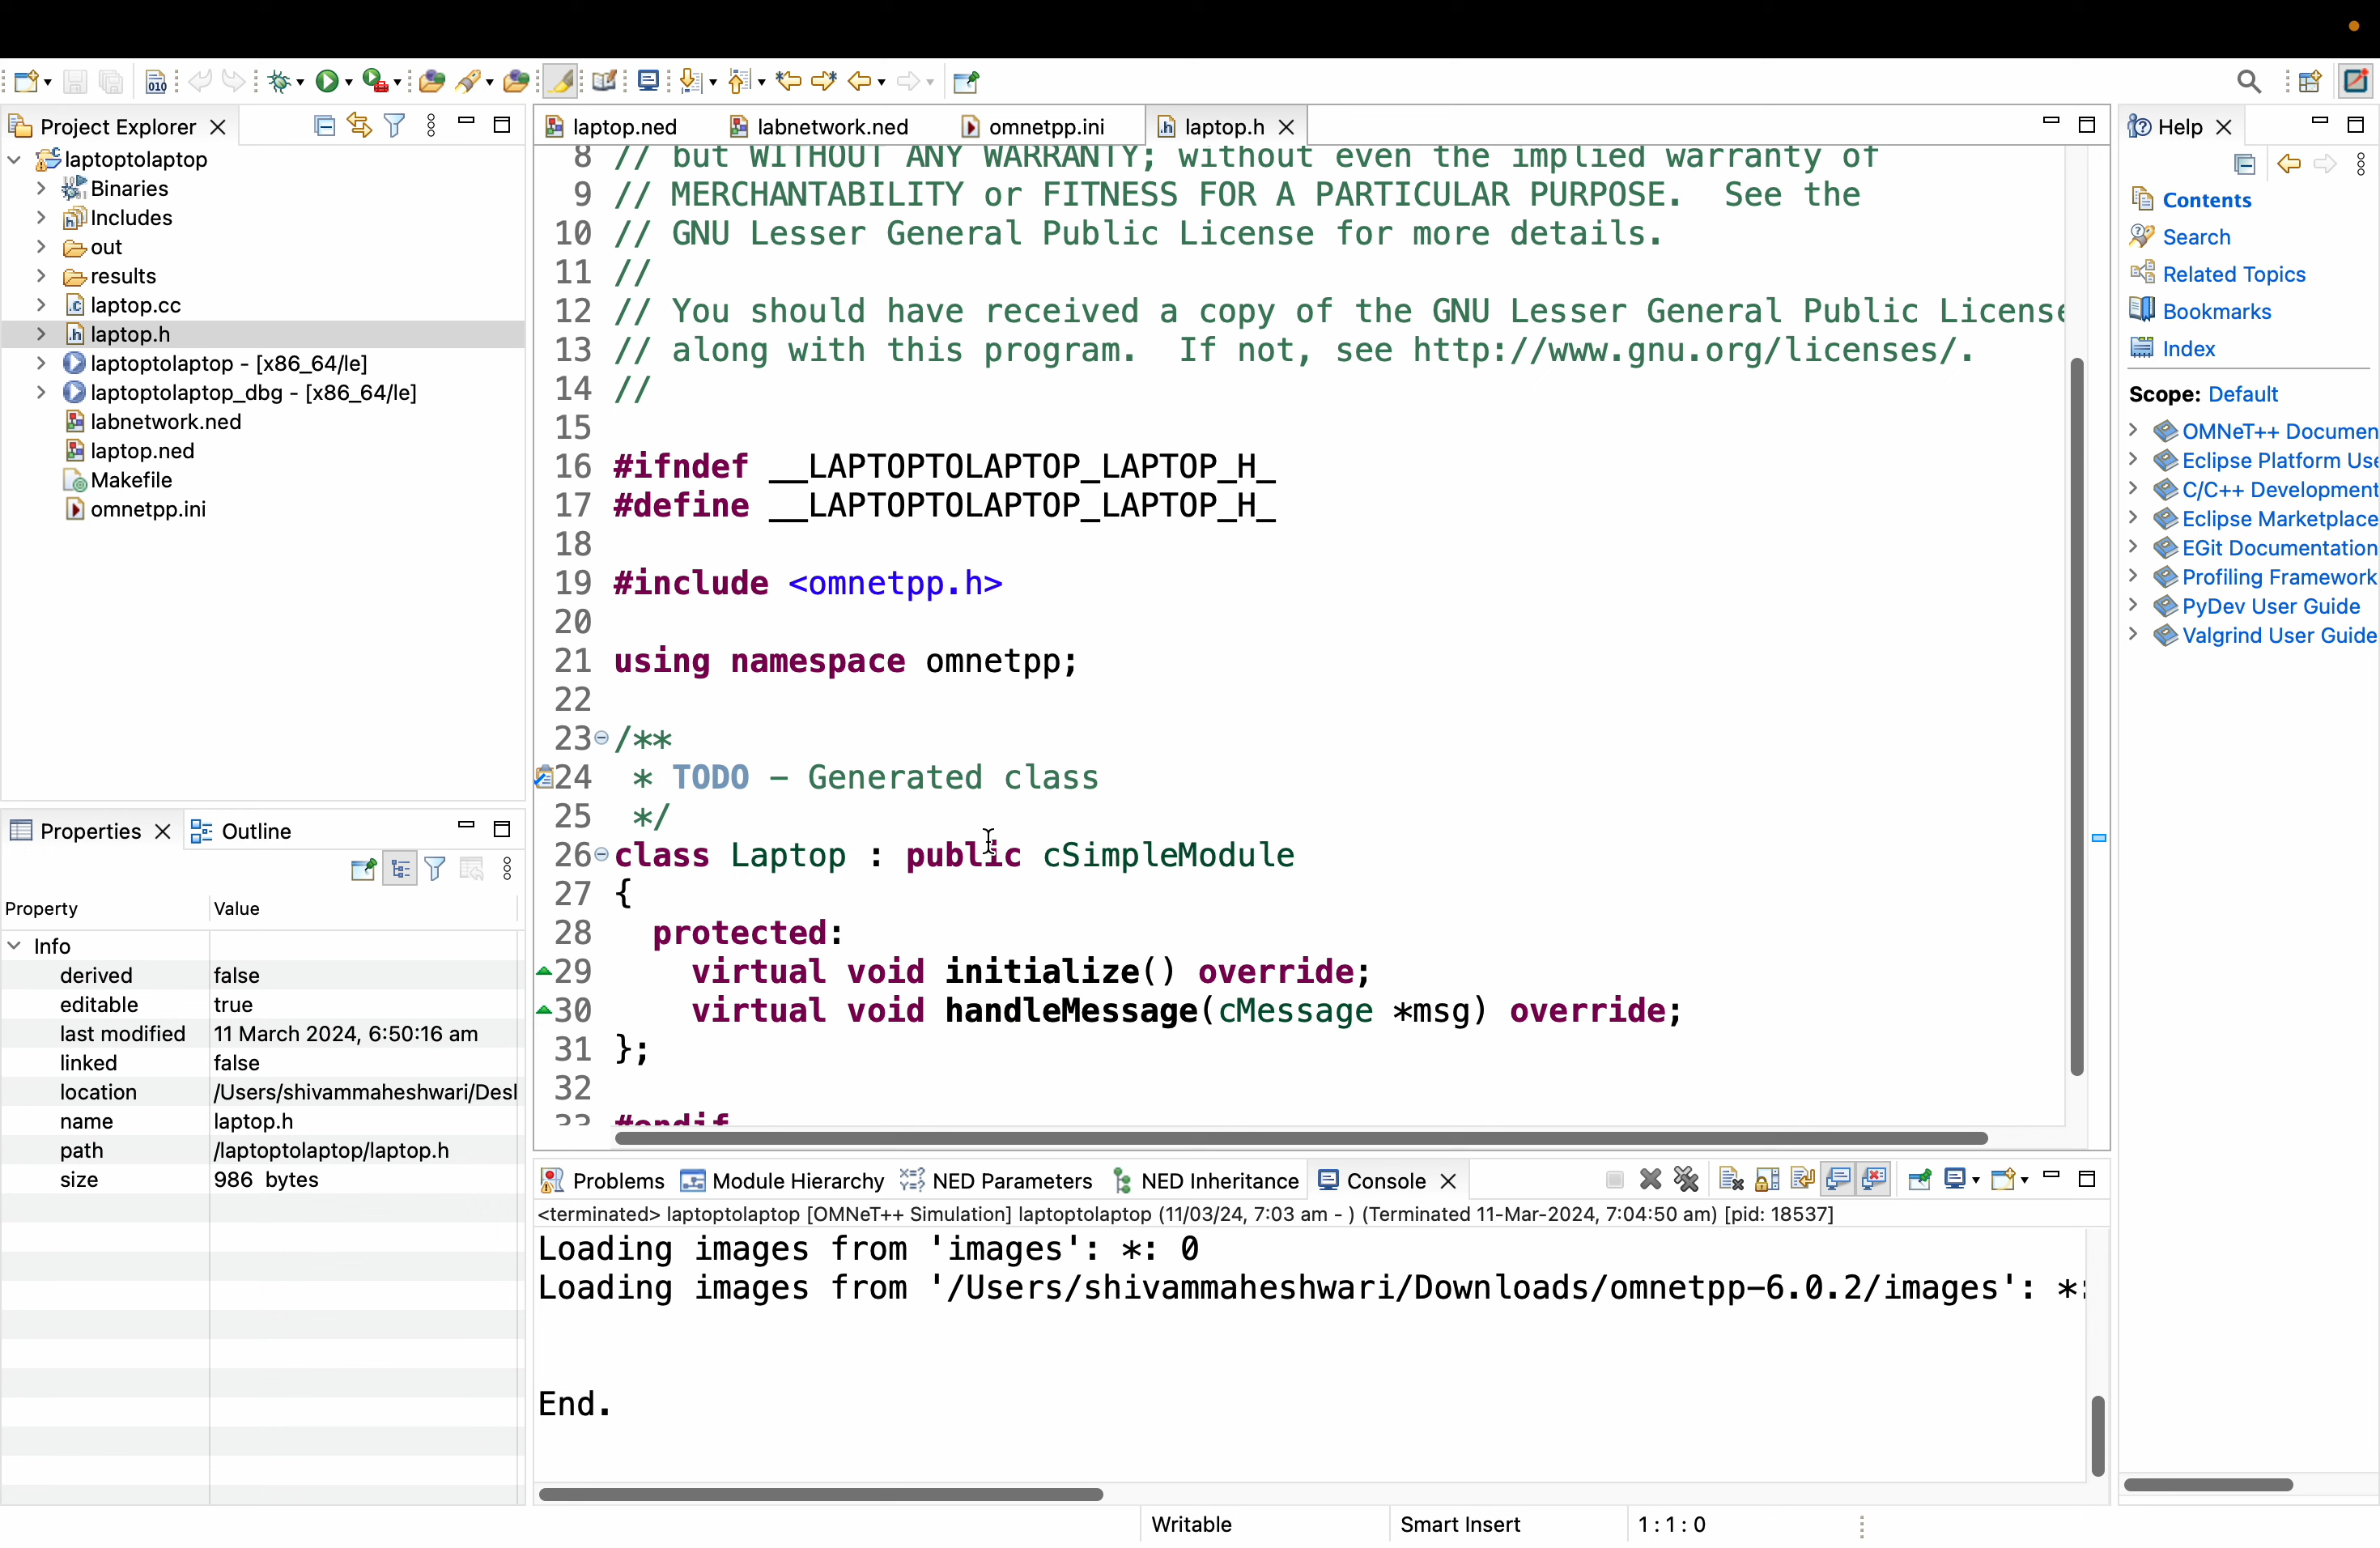 Project Explorer
laptoptolaptop
Binaries
Includes
out
results
laptop.cc
laptop.h
laptoptolaptop - [x86_64/le]
laptoptolaptop_dbg - [x86_64/le]
labnetwork.ned
laptop.ned
Makefile
omnetpp.ini
Properties
Outline
Property Value
Info
derived false
editable true
last modified 11 March 2024, 6:50:16 am
linked false
location /Users/shivammaheshwari/Des
name laptop.h
path /laptoptolaptop/laptop.h
size 986 bytes
laptop.ned labnetwork.ned omnetpp.ini laptop.h
8 // but WITHOUT ANY WARRANTY; without even the implied warranty of
9 // MERCHANTABILITY or FITNESS FOR A PARTICULAR PURPOSE.  See the
10 // GNU Lesser General Public License for more details.
11 //
12 // You should have received a copy of the GNU Lesser General Public License
13 // along with this program.  If not, see http://www.gnu.org/licenses/.
14 //
15
16 #ifndef __LAPTOPTOLAPTOP_LAPTOP_H_
17 #define __LAPTOPTOLAPTOP_LAPTOP_H_
18
19 #include <omnetpp.h>
20
21 using namespace omnetpp;
22
23 /**
24 * TODO - Generated class
25 */
26 class Laptop : public cSimpleModule
27 {
28 protected:
29 virtual void initialize() override;
30 virtual void handleMessage(cMessage *msg) override;
31 };
32
33 #endif
Problems Module Hierarchy NED Parameters NED Inheritance Console
<terminated> laptoptolaptop [OMNeT++ Simulation] laptoptolaptop (11/03/24, 7:03 am - ) (Terminated 11-Mar-2024, 7:04:50 am) [pid: 18537]
Loading images from 'images': *: 0
Loading images from '/Users/shivammaheshwari/Downloads/omnetpp-6.0.2/images': *:
End.
Writable Smart Insert 1 : 1 : 0
Help
Contents
Search
Related Topics
Bookmarks
Index
Scope: Default
OMNeT++ Documen
Eclipse Platform Use
C/C++ Development
Eclipse Marketplace
EGit Documentation
Profiling Framework
PyDev User Guide
Valgrind User Guide